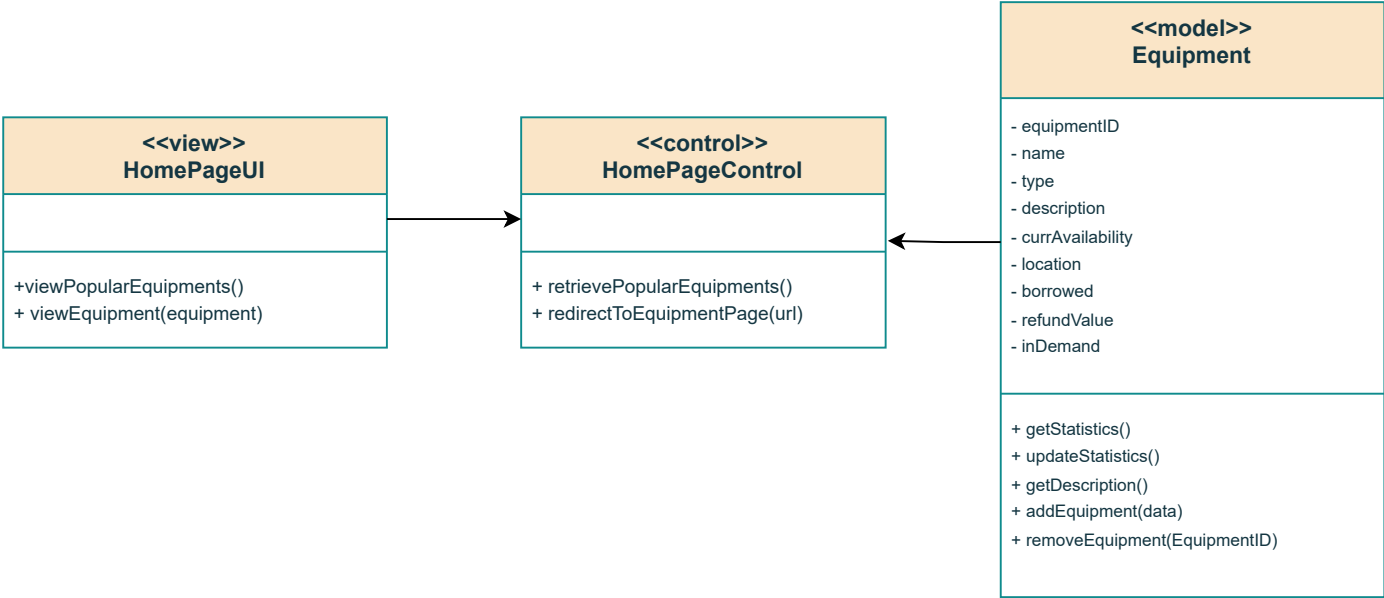 <<view>>
HomePageUI
+viewPopularEquipments()
+ viewEquipment(equipment)
<<control>>
HomePageControl
+ retrievePopularEquipments()
+ redirectToEquipmentPage(url)
<<model>>
Equipment
- equipmentID
- name
- type
- description
- currAvailability
- location
- borrowed
- refundValue
- inDemand
+ getStatistics()
+ updateStatistics()
+ getDescription()
+ addEquipment(data)
+ removeEquipment(EquipmentID)